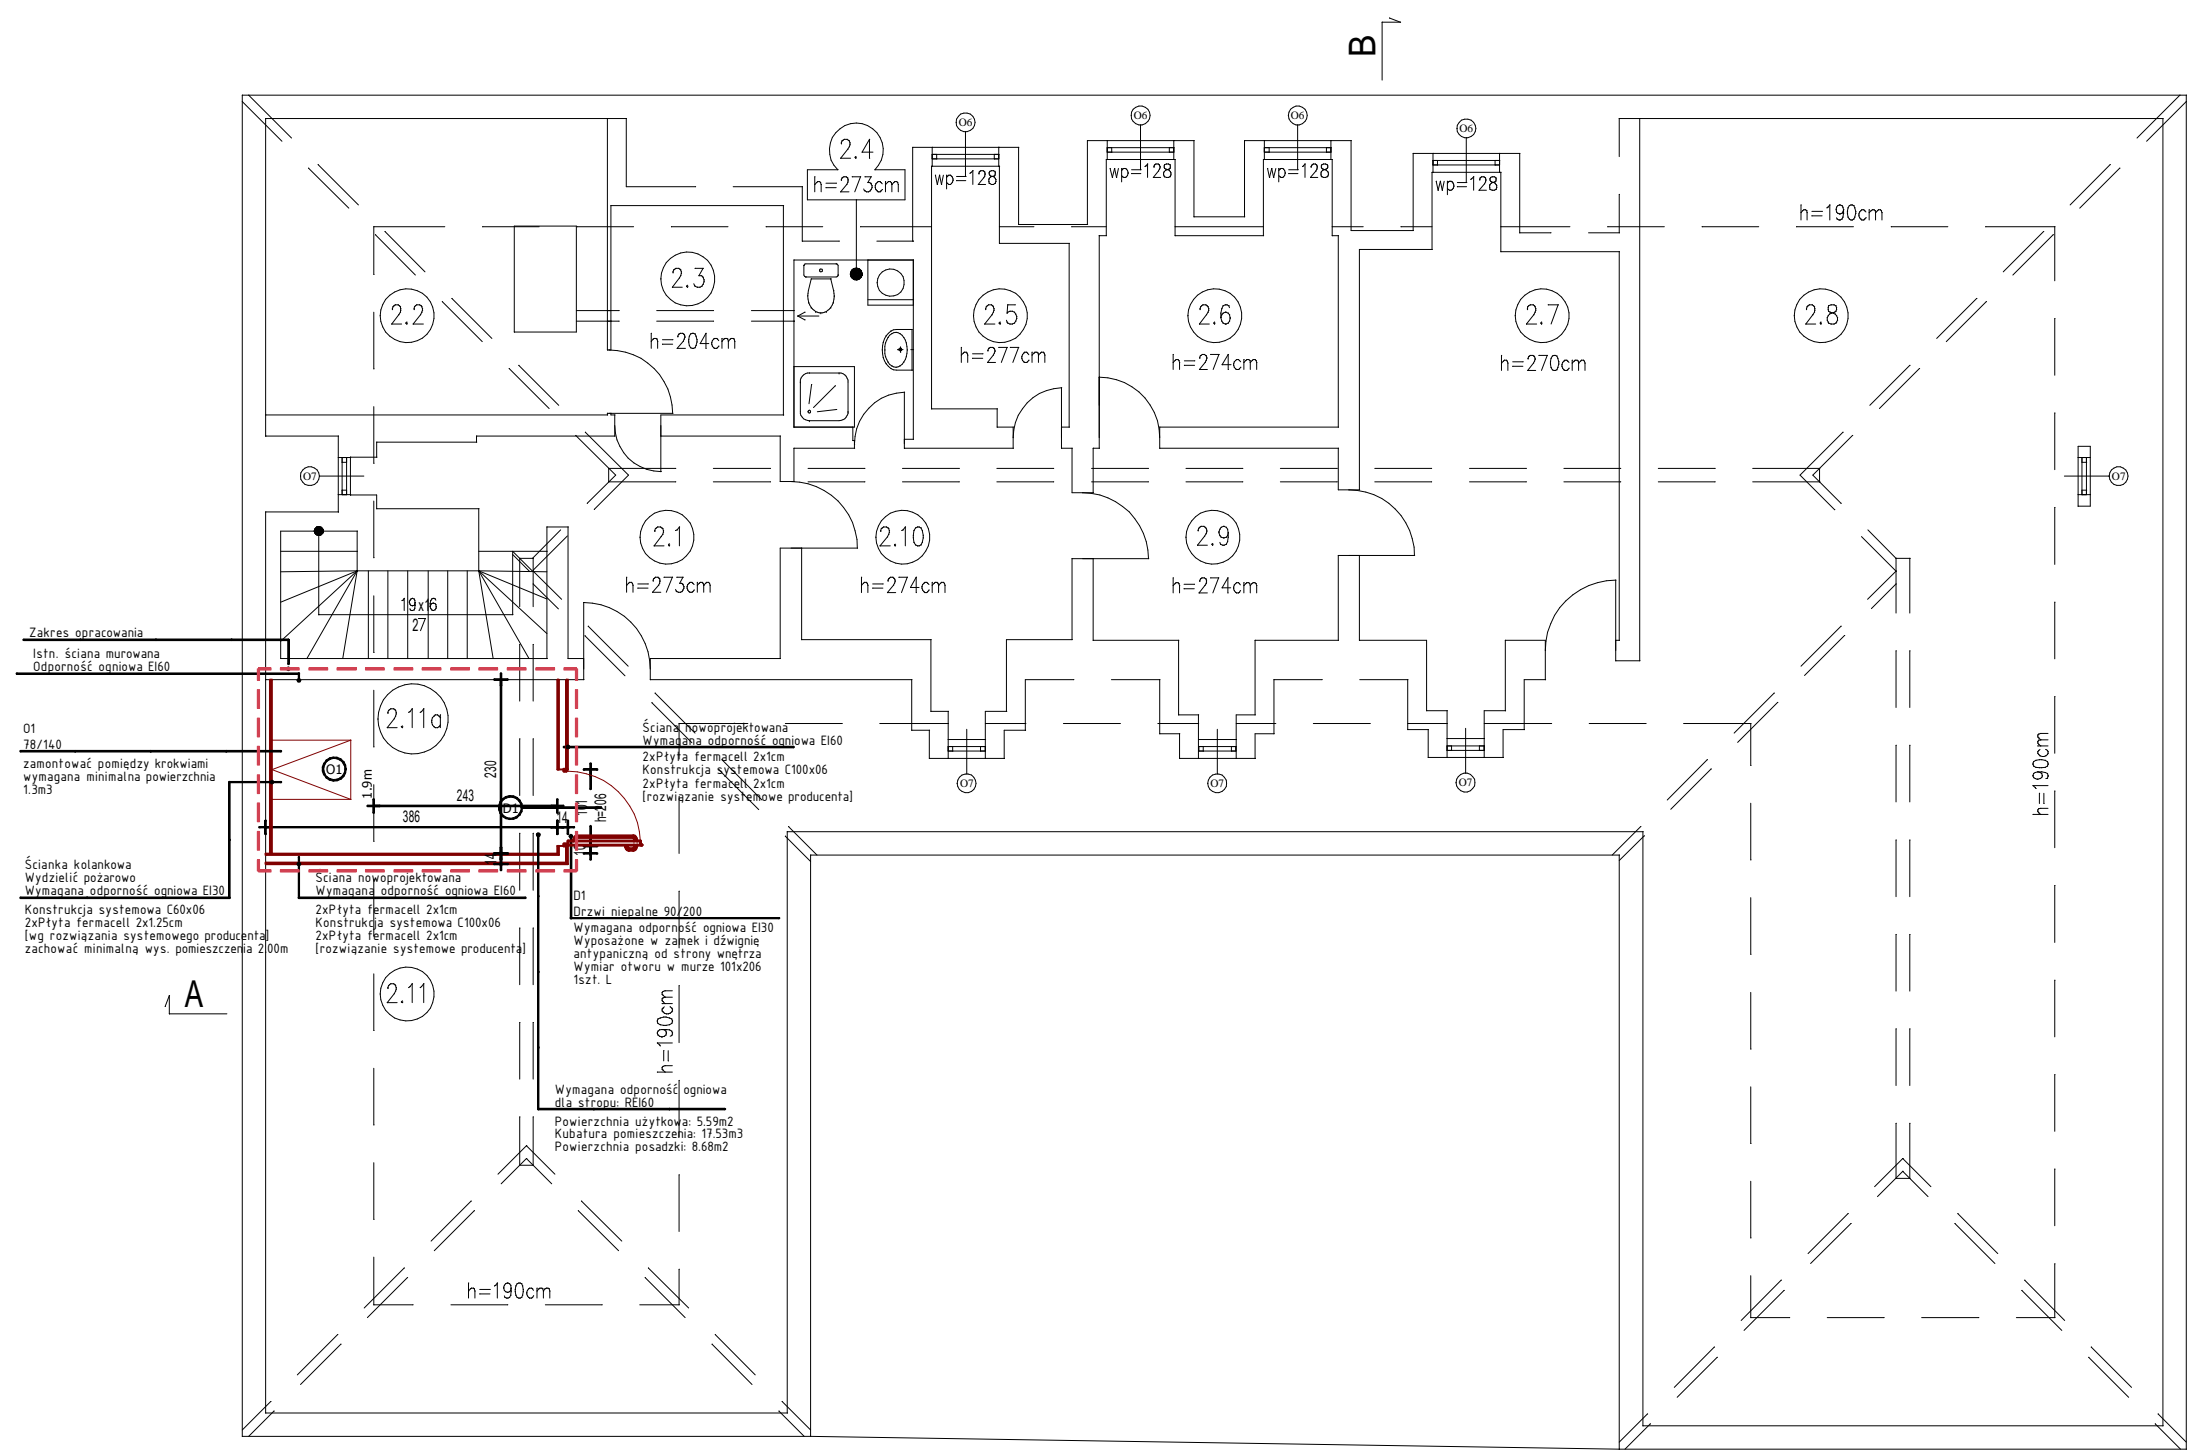 B
O6
O6
O6
O6
2.4
h=273cm
wp=128
wp=128
wp=128
wp=128
h=190cm
2.2
2.3
h=204cm
2.5
h=277cm
2.6
h=274cm
2.7
h=270cm
2.8
O7
O7
2.1
h=273cm
2.10
h=274cm
2.9
h=274cm
19x16
27
Zakres opracowania
Istn. ściana murowana
Odporność ogniowa EI60
2.11a
O1
78/140
zamontować pomiędzy krokwiami
wymagana minimalna powierzchnia
1.3m3
O1
1.9m
230
243
386
D1
14
101
h=206
14
Ściana nowoprojektowana
Wymagana odporność ogniowa EI60
2xPłyta fermacell 2x1cm
Konstrukcja systemowa C100x06
2xPłyta fermacell 2x1cm
[rozwiązanie systemowe producenta]
O7
O7
O7
h=190cm
Ścianka kolankowa
Wydzielić pożarowo
Wymagana odporność ogniowa EI30
Konstrukcja systemowa C60x06
2xPłyta fermacell 2x1.25cm
[wg rozwiązania systemowego producenta]
zachować minimalną wys. pomieszczenia 2.00m
Ściana nowoprojektowana
Wymagana odporność ogniowa EI60
2xPłyta fermacell 2x1cm
Konstrukcja systemowa C100x06
2xPłyta fermacell 2x1cm
[rozwiązanie systemowe producenta]
D1
Drzwi niepalne 90/200
Wymagana odporność ogniowa EI30
Wyposażone w zamek i dźwignię
antypaniczną od strony wnętrza
Wymiar otworu w murze 101x206
1szt. L
A
2.11
h=190cm
Wymagana odporność ogniowa
dla stropu: REI60
Powierzchnia użytkowa: 5.59m2
Kubatura pomieszczenia: 17.53m3
Powierzchnia posadzki: 8.68m2
h=190cm